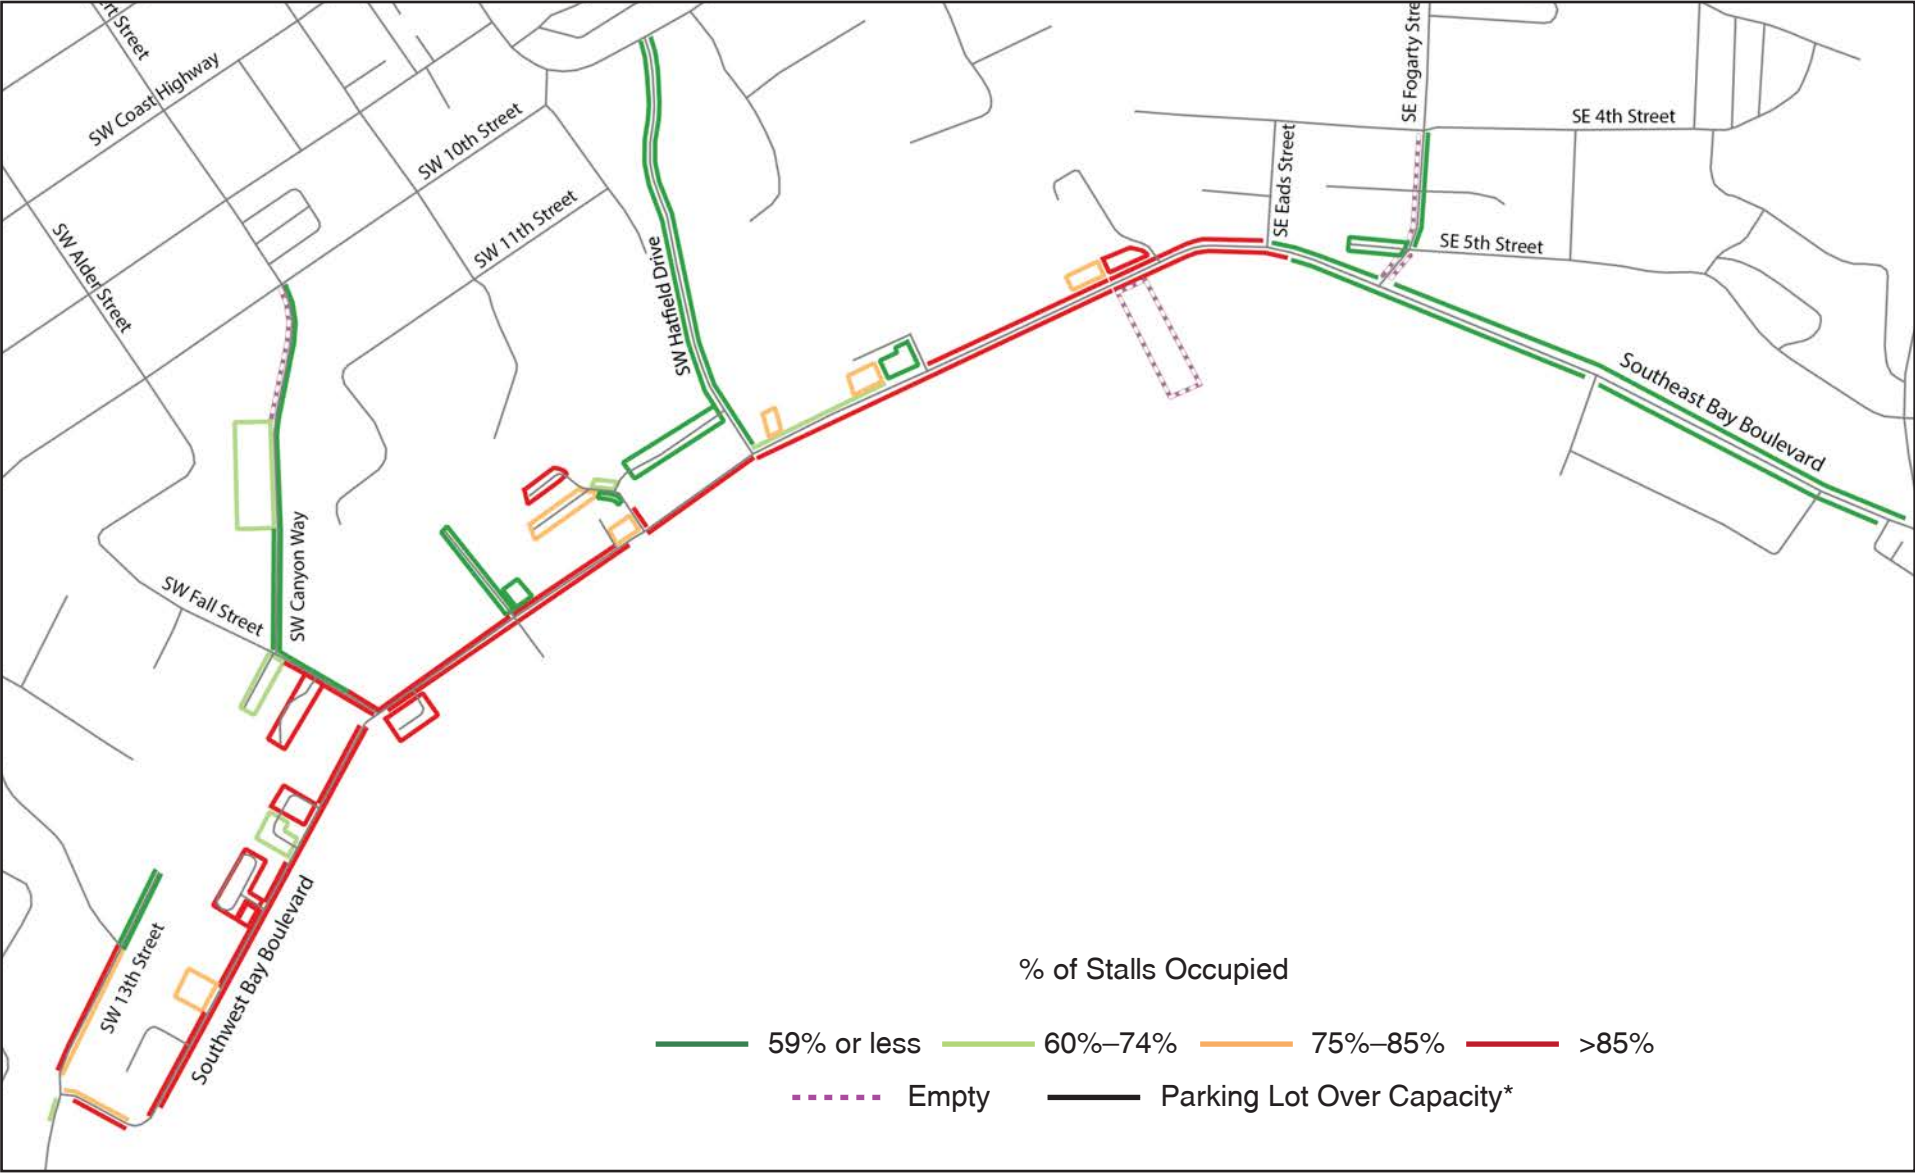 SW Coast Highway
SW 10th Street
SW 11th Street
SW Alder Street
SW Hatfield Drive
SE Eads Street
SE Fogarty
SE 4th Street
SE 5th Street
Southeast Bay Boulevard
SW Canyon Way
SW Fall Street
SW 13th Street
Southwest Bay Boulevard
Street
% of Stalls Occupied
59% or less 60%–74% 75%–85% >85%
Empty Parking Lot Over Capacity*